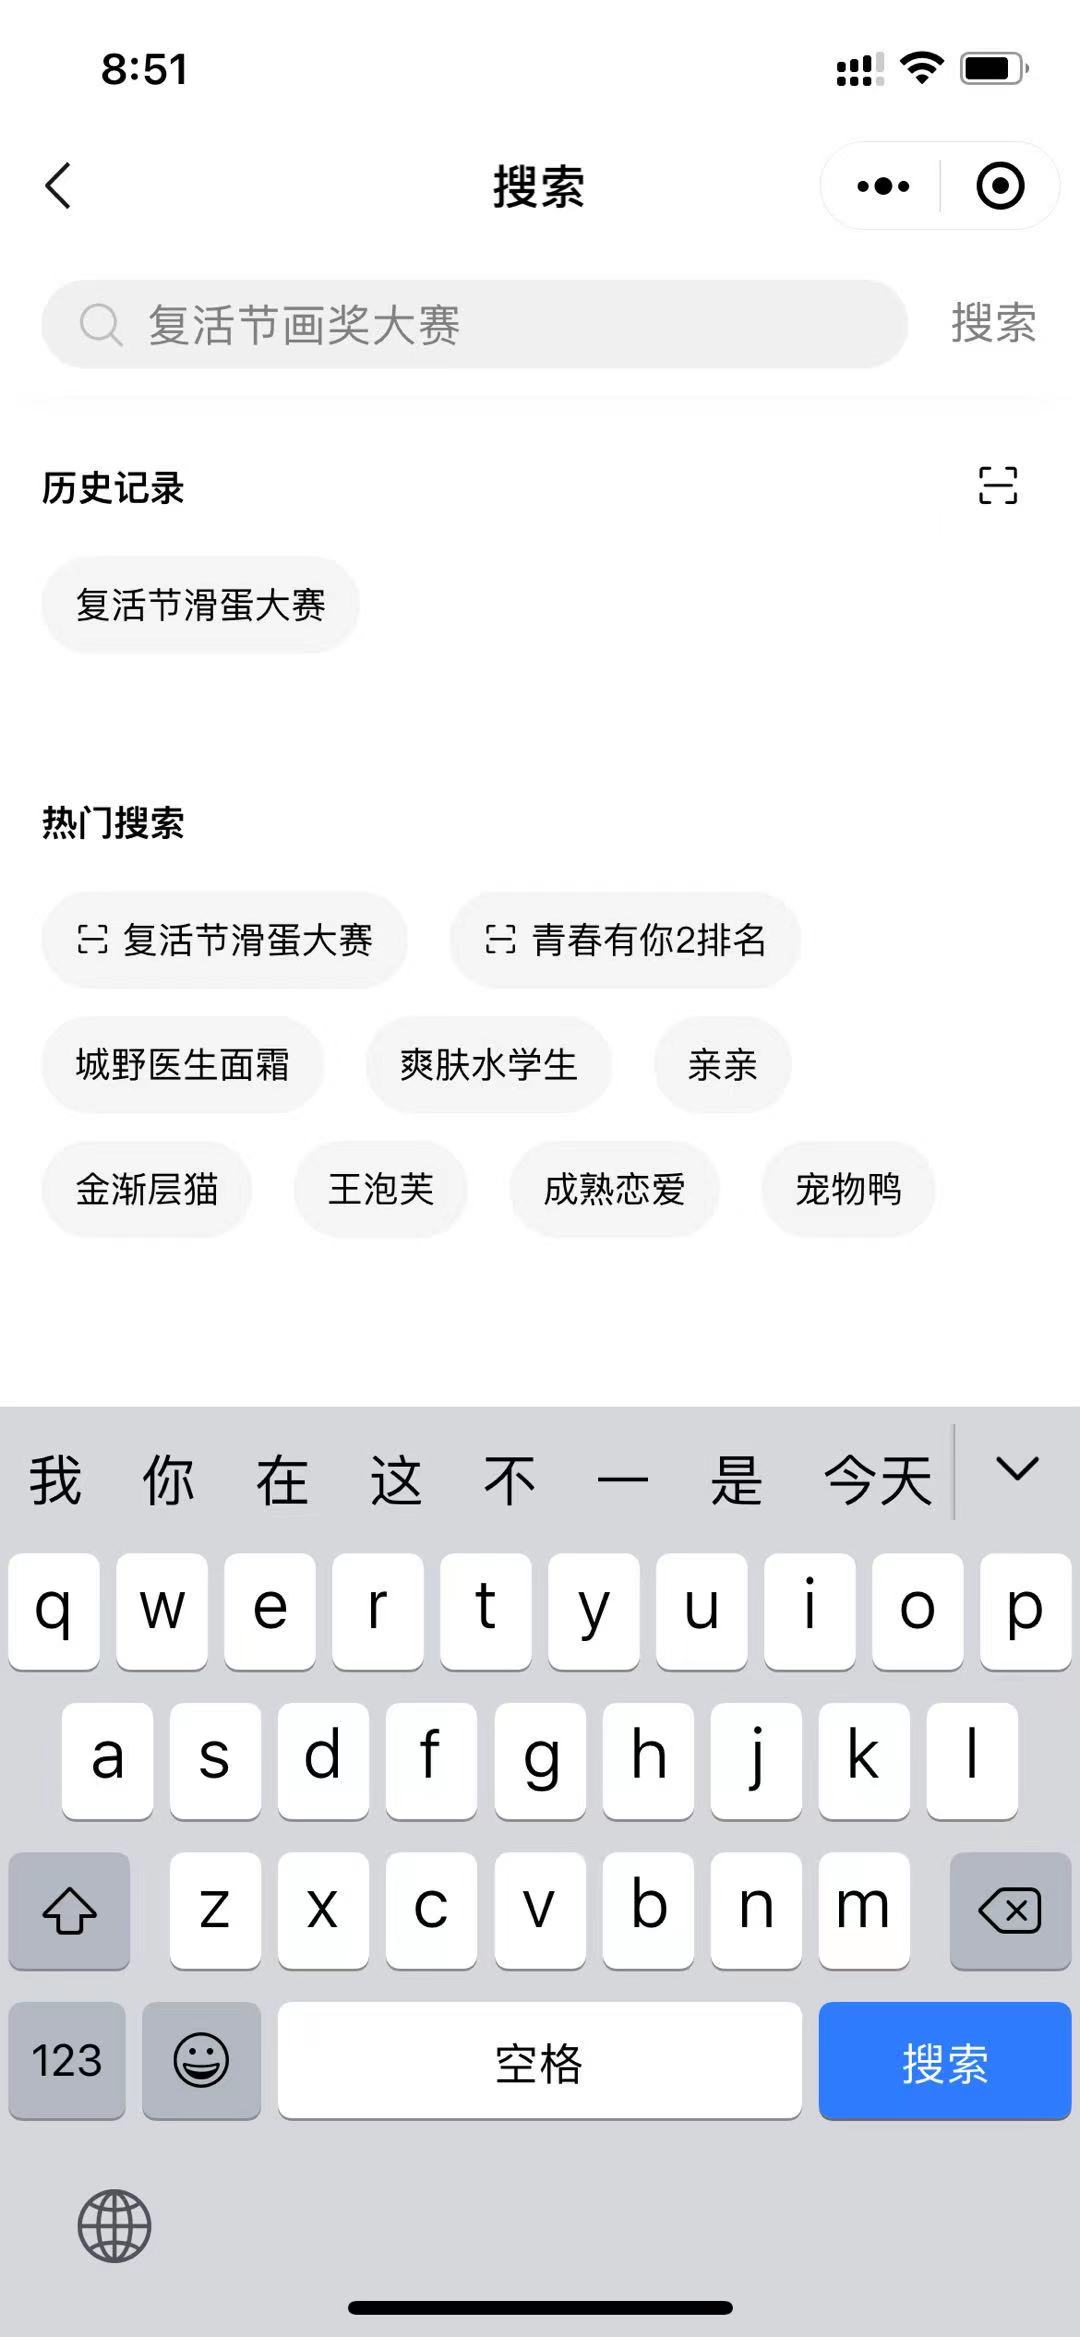 8:51
搜索
复活节画奖大赛 搜索
历史记录
复活节滑蛋大赛
热门搜索
复活节滑蛋大赛 青春有你2排名
城野医生面霜 爽肤水学生 亲亲
金渐层猫 王泡芙 成熟恋爱 宠物鸭
我 你 在 这 不 一 是 今天
q w e r t y u i o p
a s d f g h j k l
z x c v b n m
123 空格 搜索